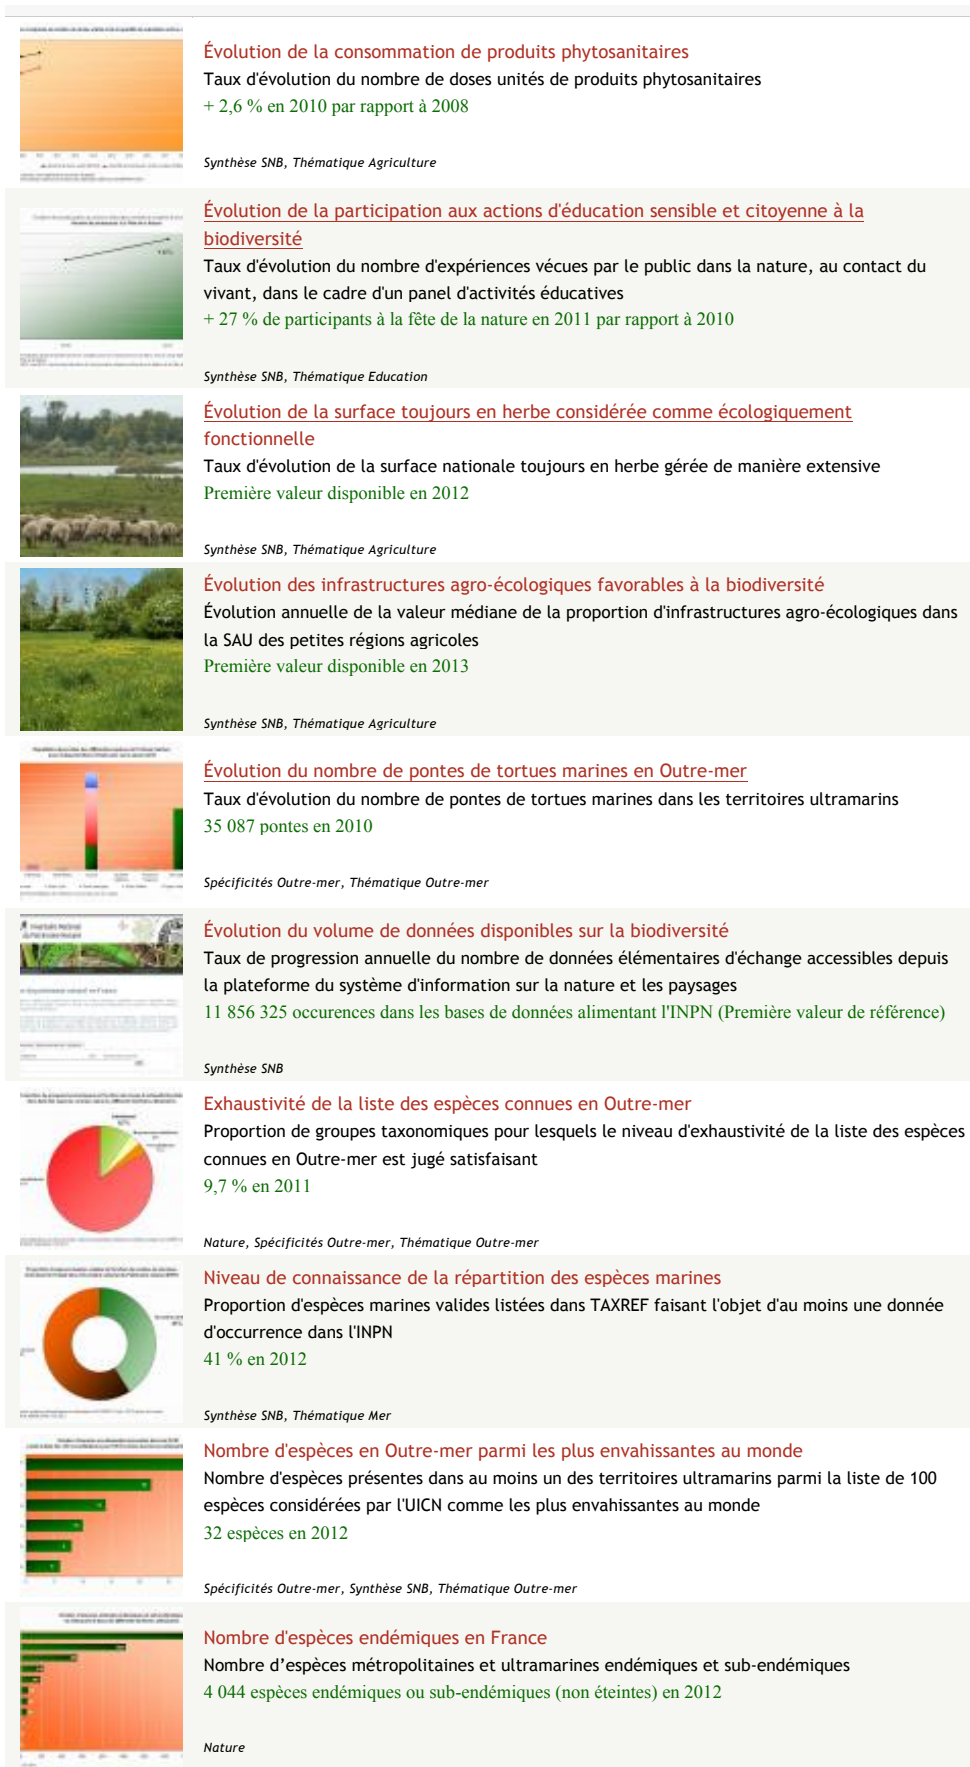 Évolution de la consommation de produits phytosanitaires
Taux d'évolution du nombre de doses unités de produits phytosanitaires
+ 2,6 % en 2010 par rapport à 2008
Synthèse SNB, Thématique Agriculture
Évolution de la participation aux actions d'éducation sensible et citoyenne à la
biodiversité
Taux d'évolution du nombre d'expériences vécues par le public dans la nature, au contact du
vivant, dans le cadre d'un panel d'activités éducatives
+ 27 % de participants à la fête de la nature en 2011 par rapport à 2010
Synthèse SNB, Thématique Education
Évolution de la surface toujours en herbe considérée comme écologiquement
fonctionnelle
Taux d'évolution de la surface nationale toujours en herbe gérée de manière extensive
Première valeur disponible en 2012
Synthèse SNB, Thématique Agriculture
Évolution des infrastructures agro-écologiques favorables à la biodiversité
Évolution annuelle de la valeur médiane de la proportion d'infrastructures agro-écologiques dans
la SAU des petites régions agricoles
Première valeur disponible en 2013
Synthèse SNB, Thématique Agriculture
Évolution du nombre de pontes de tortues marines en Outre-mer
Taux d'évolution du nombre de pontes de tortues marines dans les territoires ultramarins
35 087 pontes en 2010
Spécificités Outre-mer, Thématique Outre-mer
Évolution du volume de données disponibles sur la biodiversité
Taux de progression annuelle du nombre de données élémentaires d'échange accessibles depuis
la plateforme du système d'information sur la nature et les paysages
11 856 325 occurences dans les bases de données alimentant l'INPN (Première valeur de référence)
Synthèse SNB
Exhaustivité de la liste des espèces connues en Outre-mer
Proportion de groupes taxonomiques pour lesquels le niveau d'exhaustivité de la liste des espèces
connues en Outre-mer est jugé satisfaisant
9,7 % en 2011
Nature, Spécificités Outre-mer, Thématique Outre-mer
Niveau de connaissance de la répartition des espèces marines
Proportion d'espèces marines valides listées dans TAXREF faisant l'objet d'au moins une donnée
d'occurrence dans l'INPN
41 % en 2012
Synthèse SNB, Thématique Mer
Nombre d'espèces en Outre-mer parmi les plus envahissantes au monde
Nombre d'espèces présentes dans au moins un des territoires ultramarins parmi la liste de 100
espèces considérées par l'UICN comme les plus envahissantes au monde
32 espèces en 2012
Spécificités Outre-mer, Synthèse SNB, Thématique Outre-mer
Nombre d'espèces endémiques en France
Nombre d’espèces métropolitaines et ultramarines endémiques et sub-endémiques
4 044 espèces endémiques ou sub-endémiques (non éteintes) en 2012
Nature